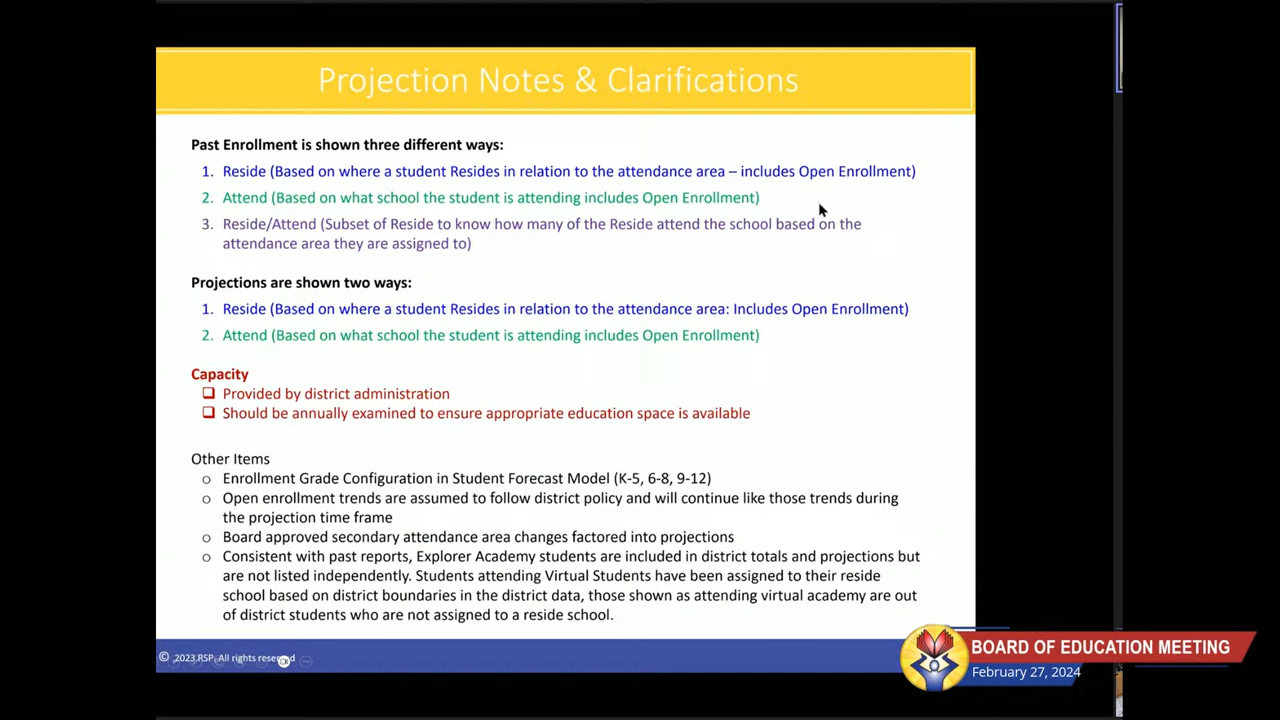 Projection Notes & Clarifications
Past Enrollment is shown three different ways:
1. Reside (Based on where a student Resides in relation to the attendance area – includes Open Enrollment)
2. Attend (Based on what school the student is attending includes Open Enrollment)
3. Reside/Attend (Subset of Reside to know how many of the Reside attend the school based on the
attendance area they are assigned to)
Projections are shown two ways:
1. Reside (Based on where a student Resides in relation to the attendance area: Includes Open Enrollment)
2. Attend (Based on what school the student is attending includes Open Enrollment)
Capacity
Provided by district administration
Should be annually examined to ensure appropriate education space is available
Other Items
Enrollment Grade Configuration in Student Forecast Model (K-5, 6-8, 9-12)
Open enrollment trends are assumed to follow district policy and will continue like those trends during
the projection time frame
Board approved secondary attendance area changes factored into projections
Consistent with past reports, Explorer Academy students are included in district totals and projections but
are not listed independently. Students attending Virtual Students have been assigned to their reside
school based on district boundaries in the district data, those shown as attending virtual academy are out
of district students who are not assigned to a reside school.
© 2023 RSP. All rights reserved
BOARD OF EDUCATION MEETING
February 27, 2024